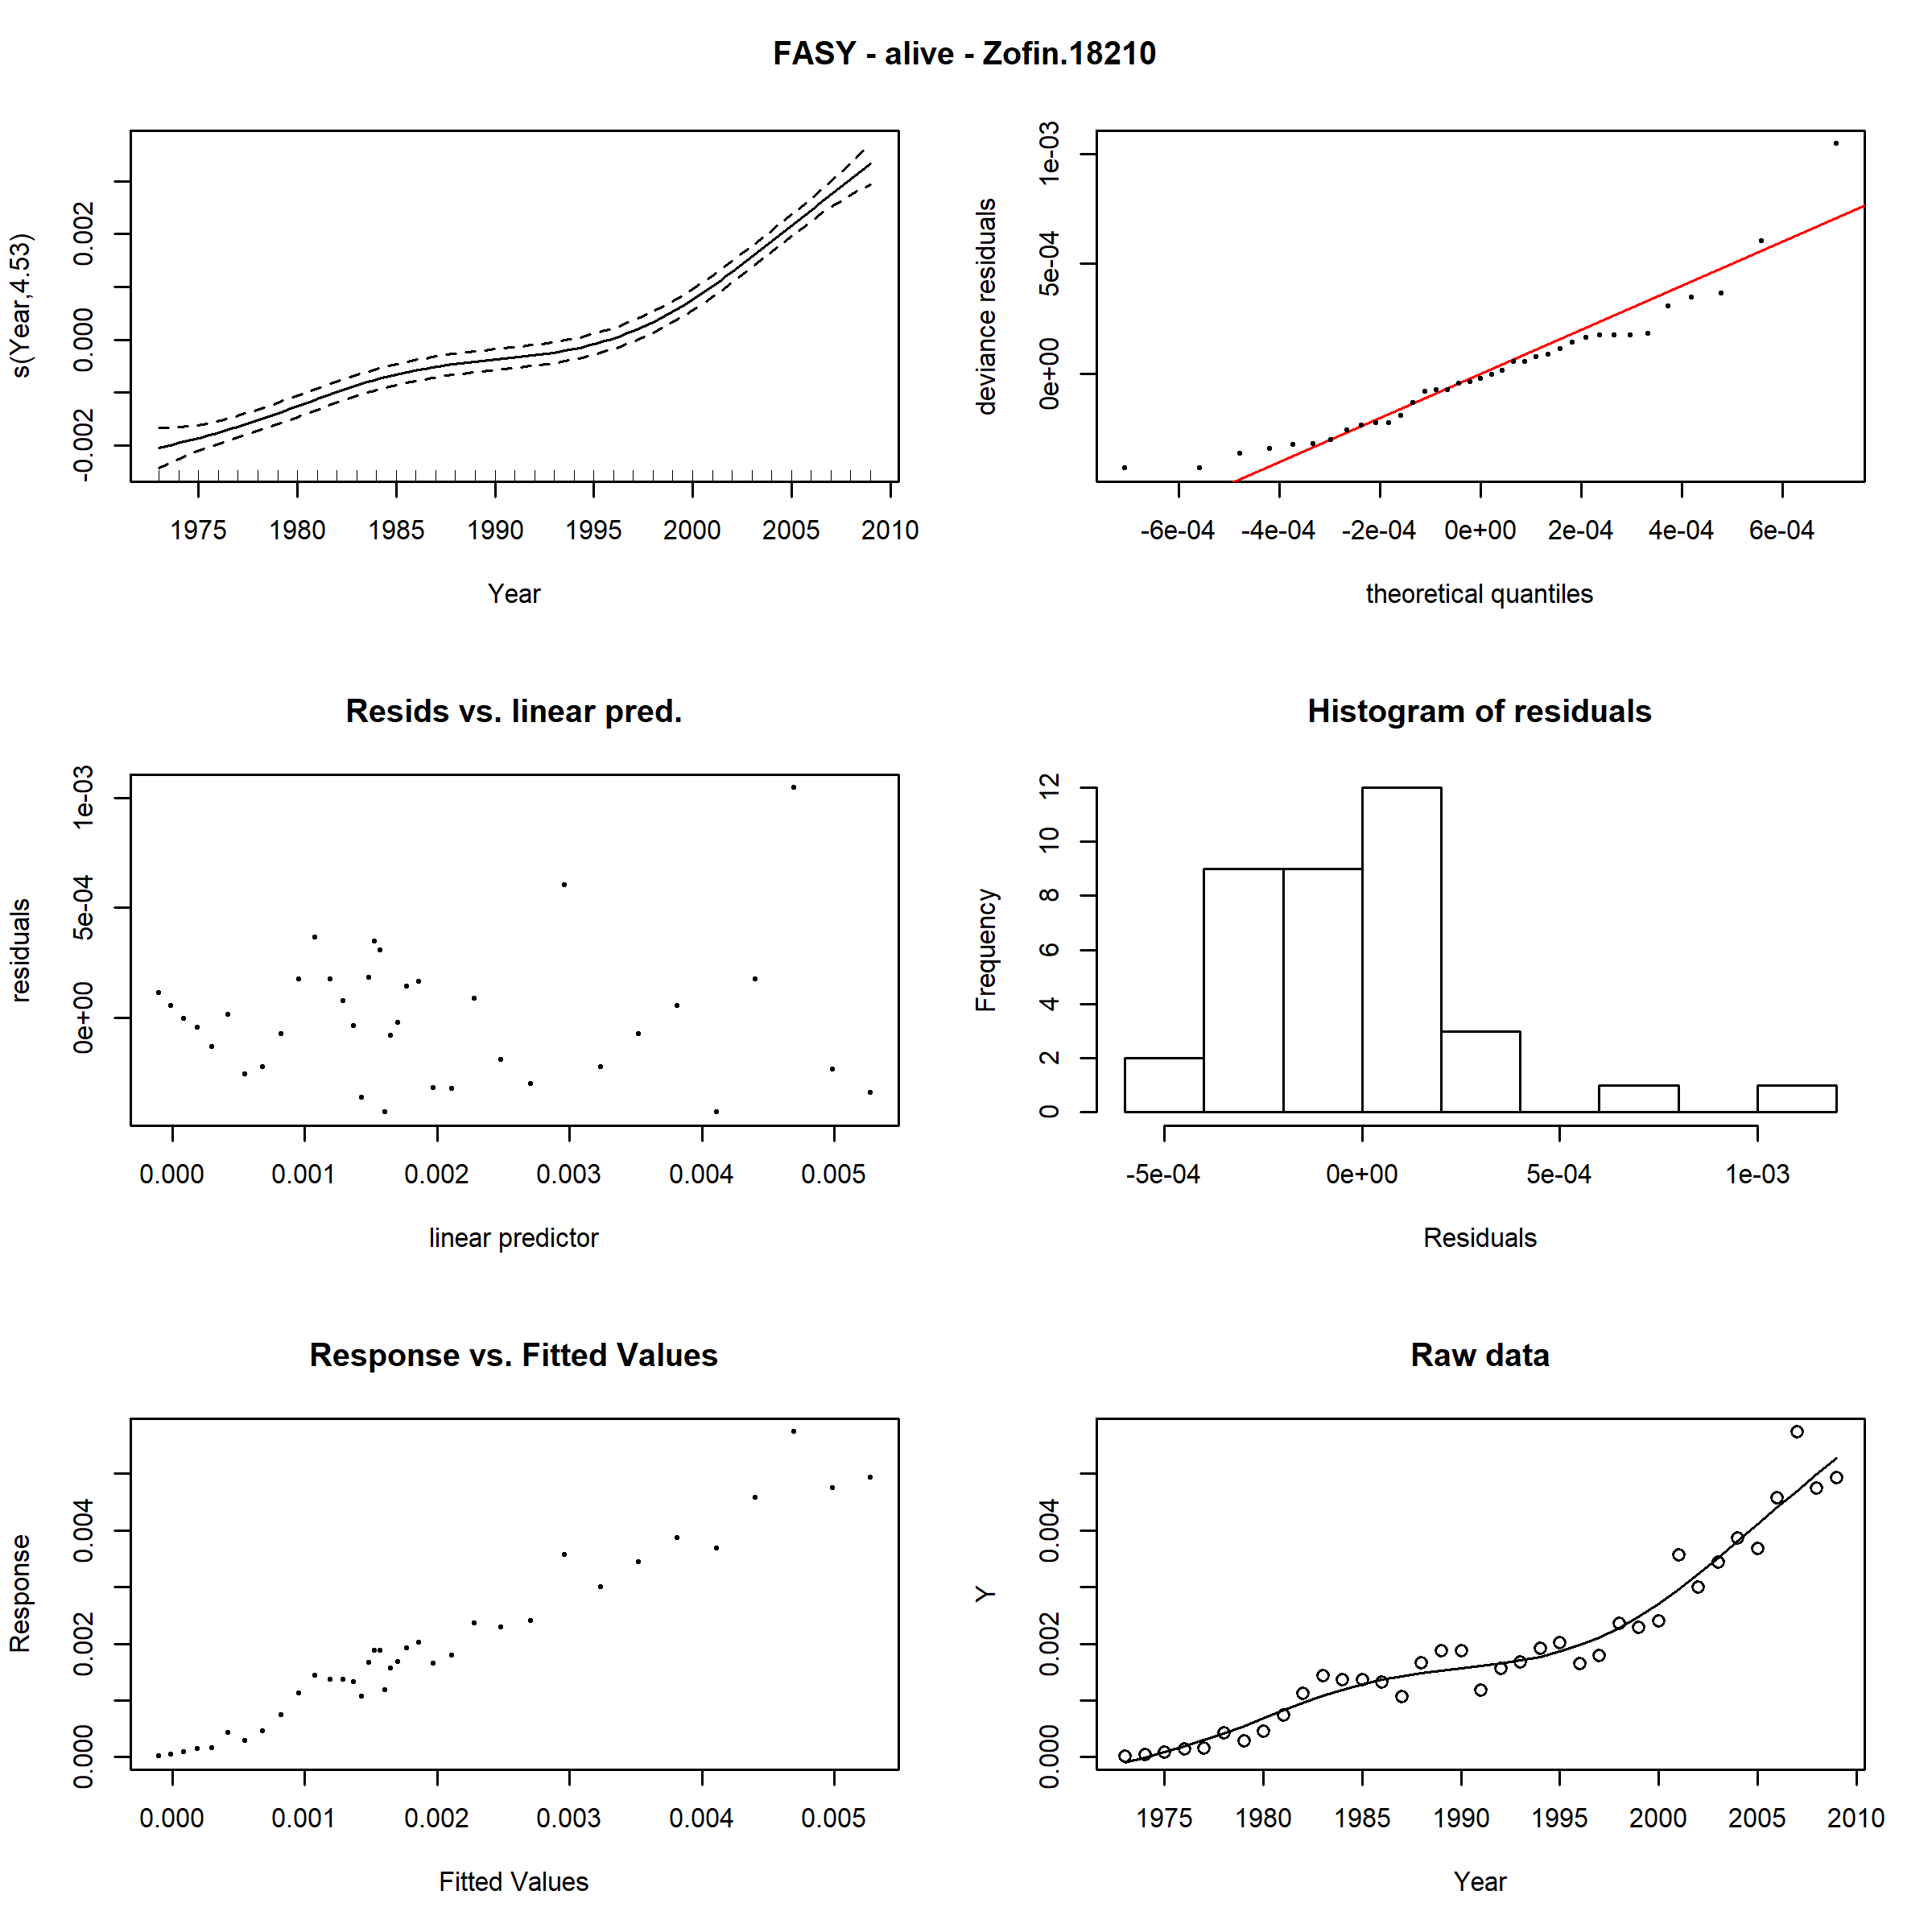 FASY - alive - Zofin.18210
s(Year,4.53)
-0.002 0.000 0.002
1975 1980 1985 1990 1995 2000 2005 2010
Year
deviance residuals
0e+00 5e-04 1e-03
-6e-04 -4e-04 -2e-04 0e+00 2e-04 4e-04 6e-04
theoretical quantiles
Resids vs. linear pred.
residuals
0e+00 5e-04 1e-03
0.000 0.001 0.002 0.003 0.004 0.005
linear predictor
Histogram of residuals
Frequency
0 2 4 6 8 10 12
-5e-04 0e+00 5e-04 1e-03
Residuals
Response vs. Fitted Values
Response
0.000 0.002 0.004
0.000 0.001 0.002 0.003 0.004 0.005
Fitted Values
Raw data
Y
0.000 0.002 0.004
1975 1980 1985 1990 1995 2000 2005 2010
Year